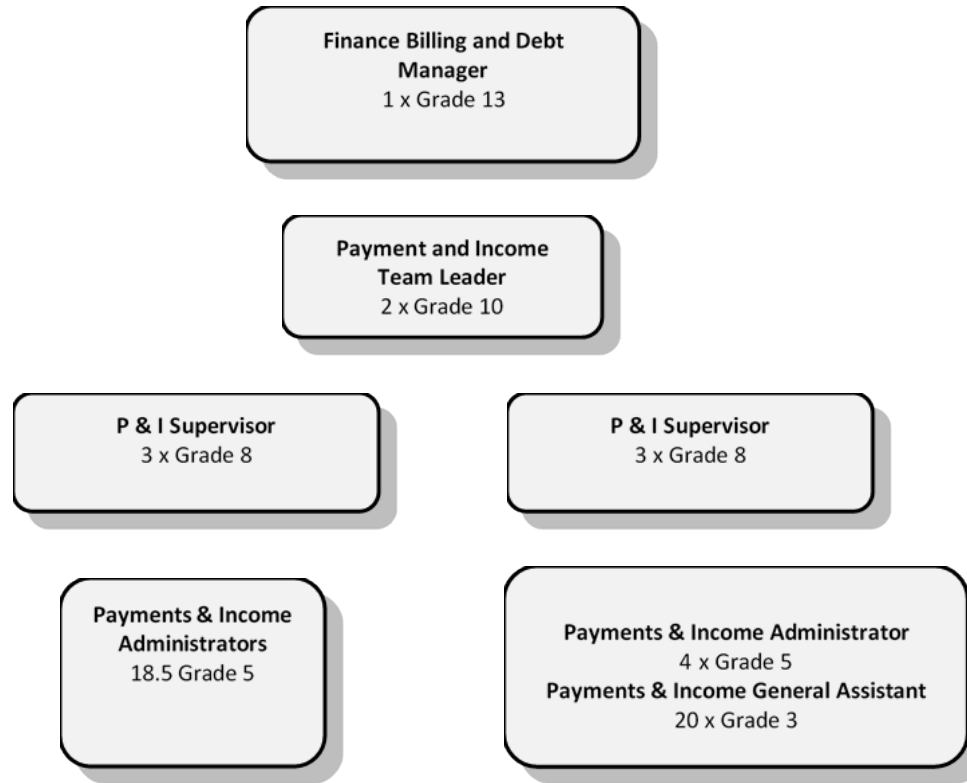 Finance Billing and Debt
Manager
1 x Grade 13
Payment and Income
Team Leader
2 x Grade 10
P & I Supervisor
3 x Grade 8
P & I Supervisor
3 x Grade 8
Payments & Income
Administrators
18.5 Grade 5
Payments & Income Administrator
4 x Grade 5
Payments & Income General Assistant
20 x Grade 3